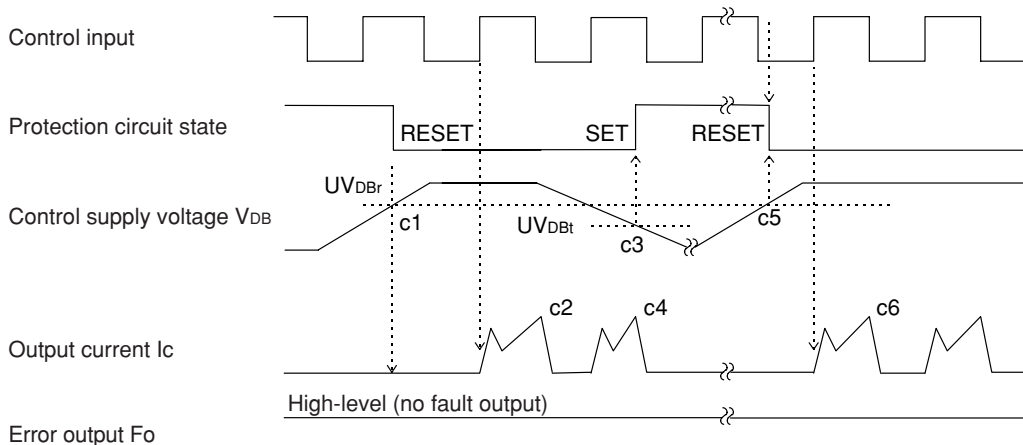 Control input
Protection circuit state
RESET
SET
RESET
UVDBr
Control supply voltage VDB
c1
UVDBt
c3
c5
c2
c4
c6
Output current Ic
High-level (no fault output)
Error output Fo